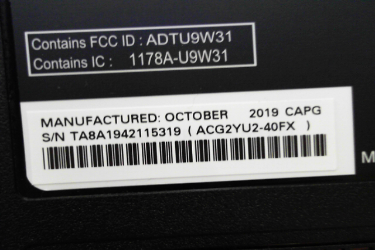 Contains FCC ID : ADTU9W31
Contains IC : 1178A-U9W31
MANUFACTURED: OCTOBER 2019 CAPG
S/N TA8A1942115319 ( ACG2YU2-40FX )
M